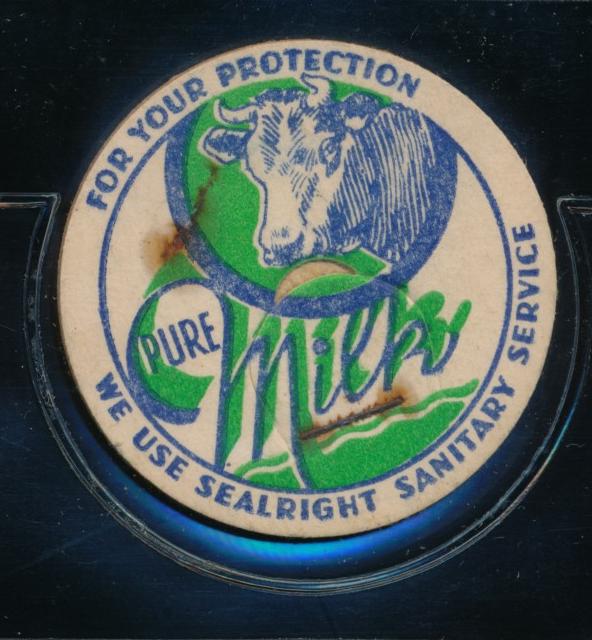 FOR YOUR PROTECTION
PURE
Milk
WE USE SEALRIGHT SANITARY SERVICE